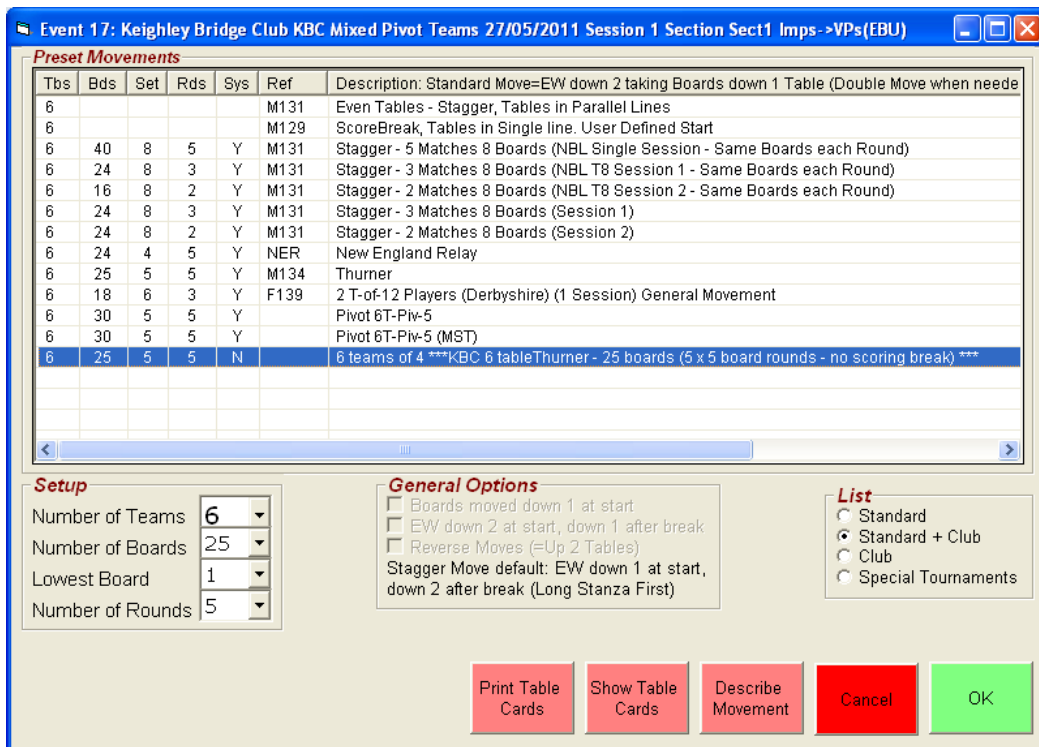 Event 17: Keighley Bridge Club KBC Mixed Pivot Teams 27/05/2011 Session 1 Section Sect1 Imps->VPs(EBU)
Preset Movements
Tbs Bds Set Rds Sys Ref Description: Standard Move=EW down 2 taking Boards down 1 Table (Double Move when neede
6 M131 Even Tables - Stagger, Tables in Parallel Lines
6 M129 ScoreBreak, Tables in Single line. User Defined Start
6 40 8 5 Y M131 Stagger - 5 Matches 8 Boards (NBL Single Session - Same Boards each Round)
6 24 8 3 Y M131 Stagger - 3 Matches 8 Boards (NBL T8 Session 1 - Same Boards each Round)
6 16 8 2 Y M131 Stagger - 2 Matches 8 Boards (NBL T8 Session 2 - Same Boards each Round)
6 24 8 3 Y M131 Stagger - 3 Matches 8 Boards (Session 1)
6 24 8 2 Y M131 Stagger - 2 Matches 8 Boards (Session 2)
6 24 4 5 Y NER New England Relay
6 25 5 5 Y M134 Thurner
6 18 6 3 Y F139 2 T-of-12 Players (Derbyshire) (1 Session) General Movement
6 30 5 5 Y Pivot 6T-Piv-5
6 30 5 5 Y Pivot 6T-Piv-5 (MST)
6 25 5 5 N 6 teams of 4 ***KBC 6 tableThurner - 25 boards (5 x 5 board rounds - no scoring break) ***
Setup
Number of Teams 6
Number of Boards 25
Lowest Board 1
Number of Rounds 5
General Options
Boards moved down 1 at start
EW down 2 at start, down 1 after break
Reverse Moves (=Up 2 Tables)
Stagger Move default: EW down 1 at start,
down 2 after break (Long Stanza First)
List
Standard
Standard + Club
Club
Special Tournaments
Print Table
Cards
Show Table
Cards
Describe
Movement
Cancel
OK